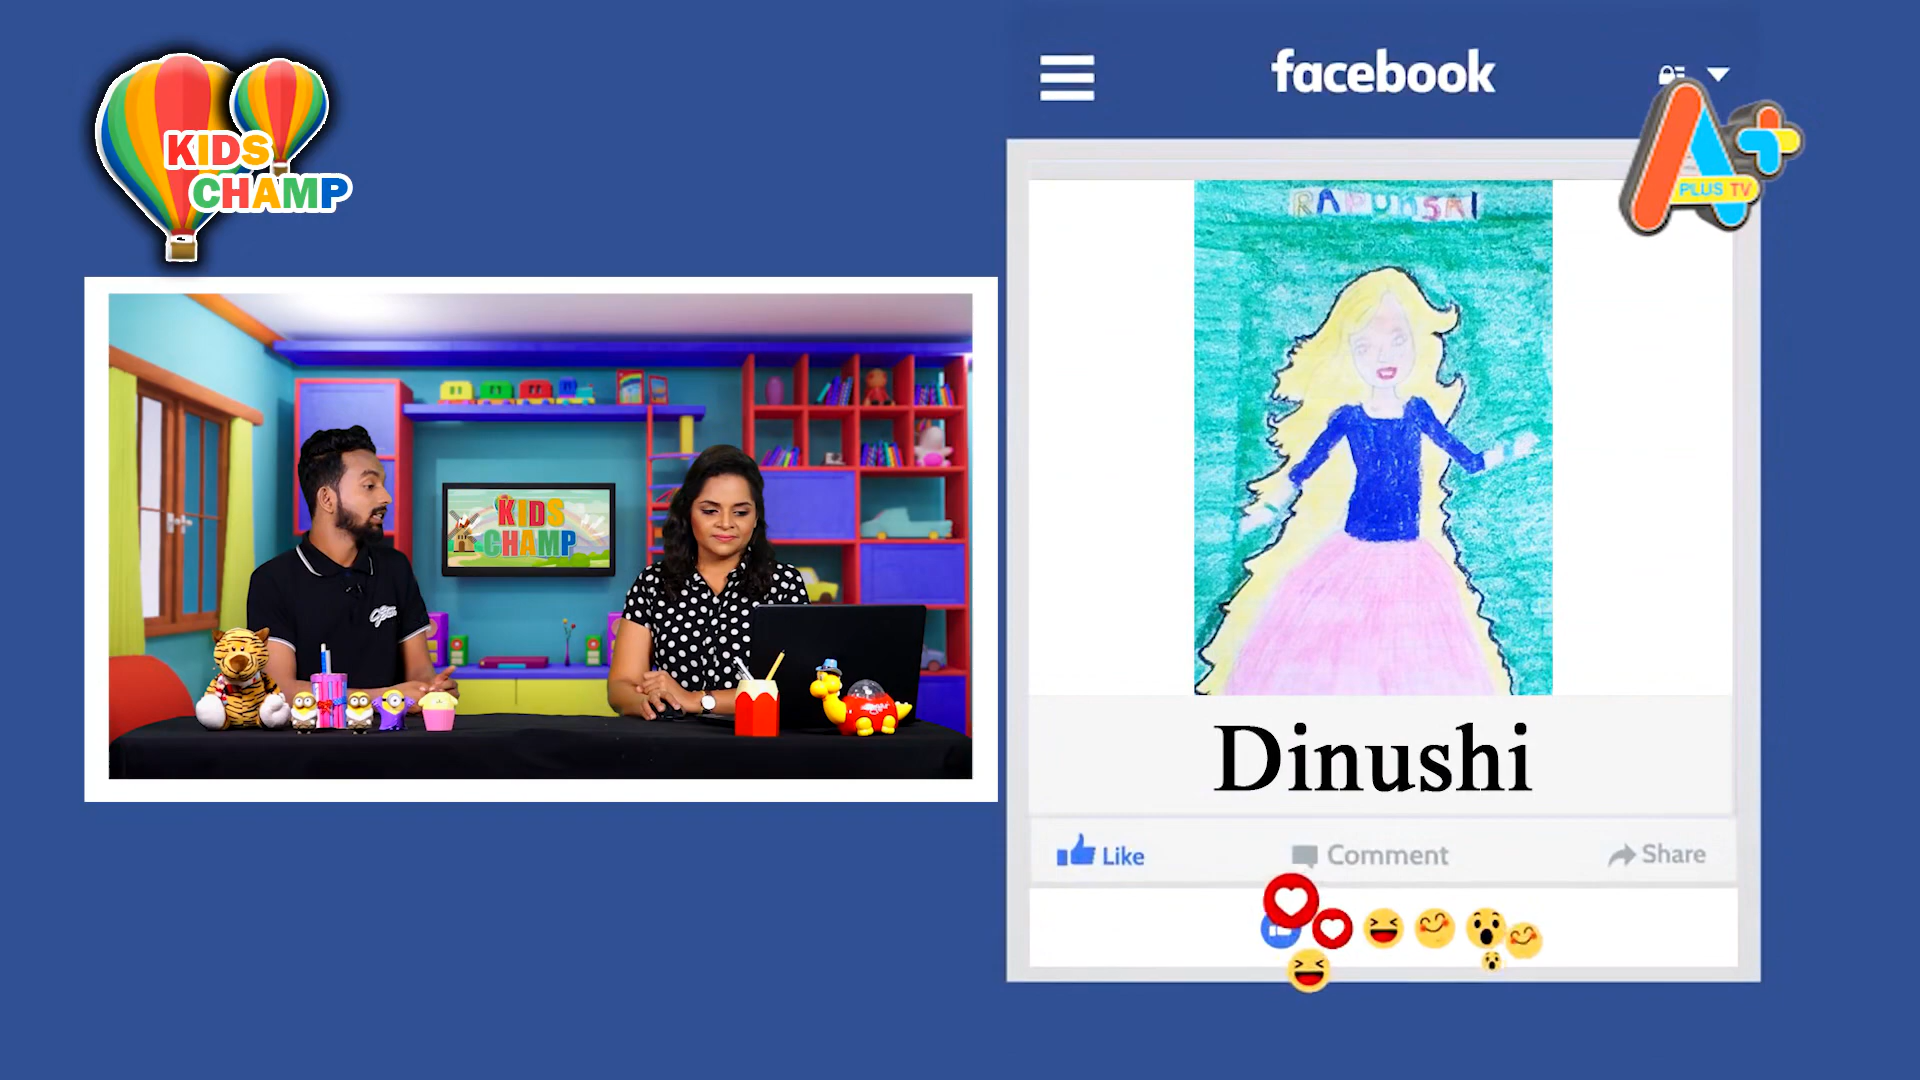 KIDS
CHAMP
KIDS
CHAMP
facebook
A+
PLUS TV
RAPUNSAl
Dinushi
Like
Comment
Share